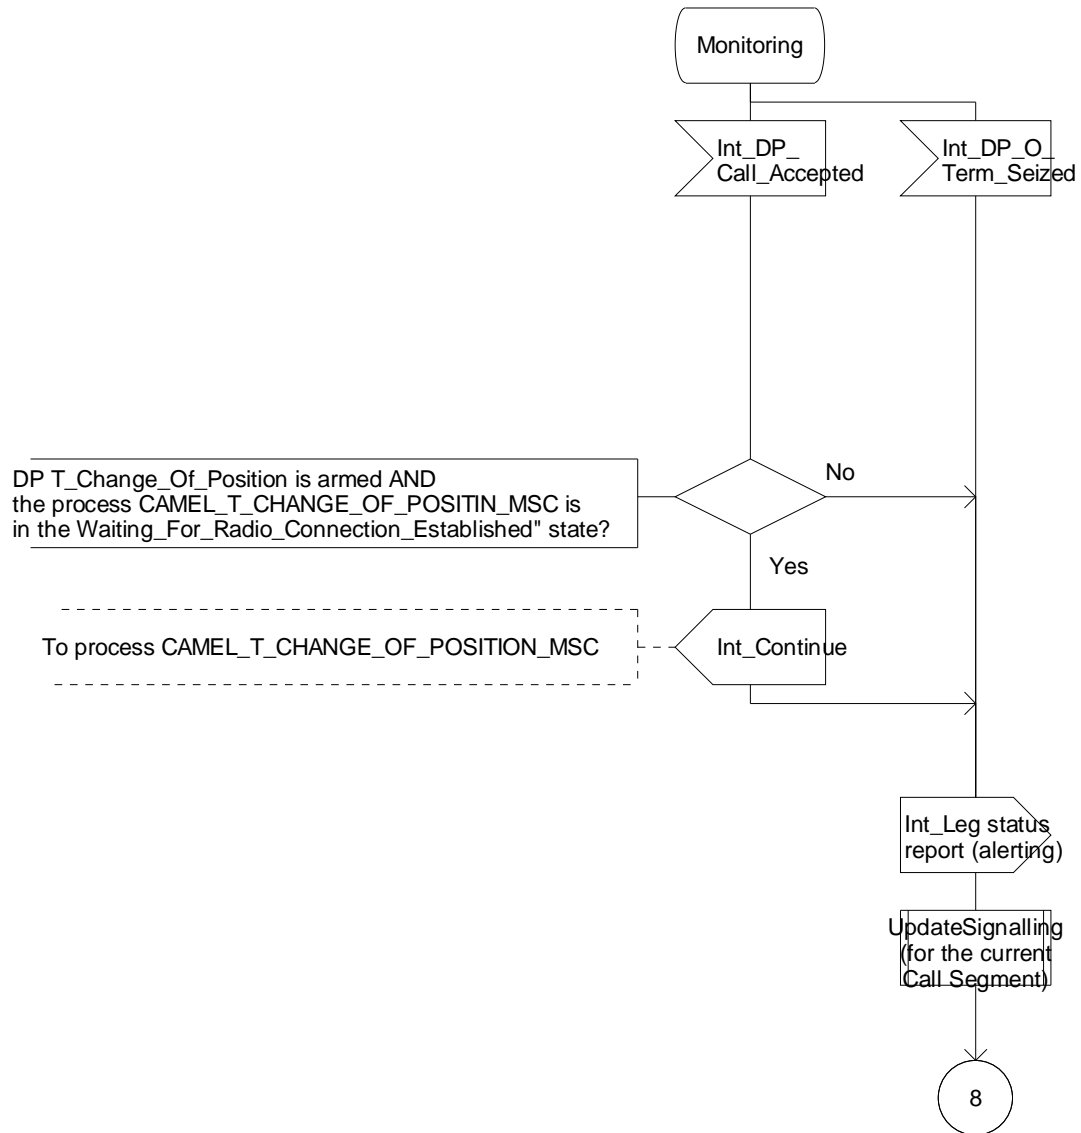 Monitoring
Int_DP_
Call_Accepted
Int_DP_O_
Term_Seized
DP T_Change_Of_Position is armed AND
the process CAMEL_T_CHANGE_OF_POSITIN_MSC is
in the Waiting_For_Radio_Connection_Established" state?
No
Yes
To process CAMEL_T_CHANGE_OF_POSITION_MSC
Int_Continue
Int_Leg status
report (alerting)
UpdateSignalling
(for the current
Call Segment)
8